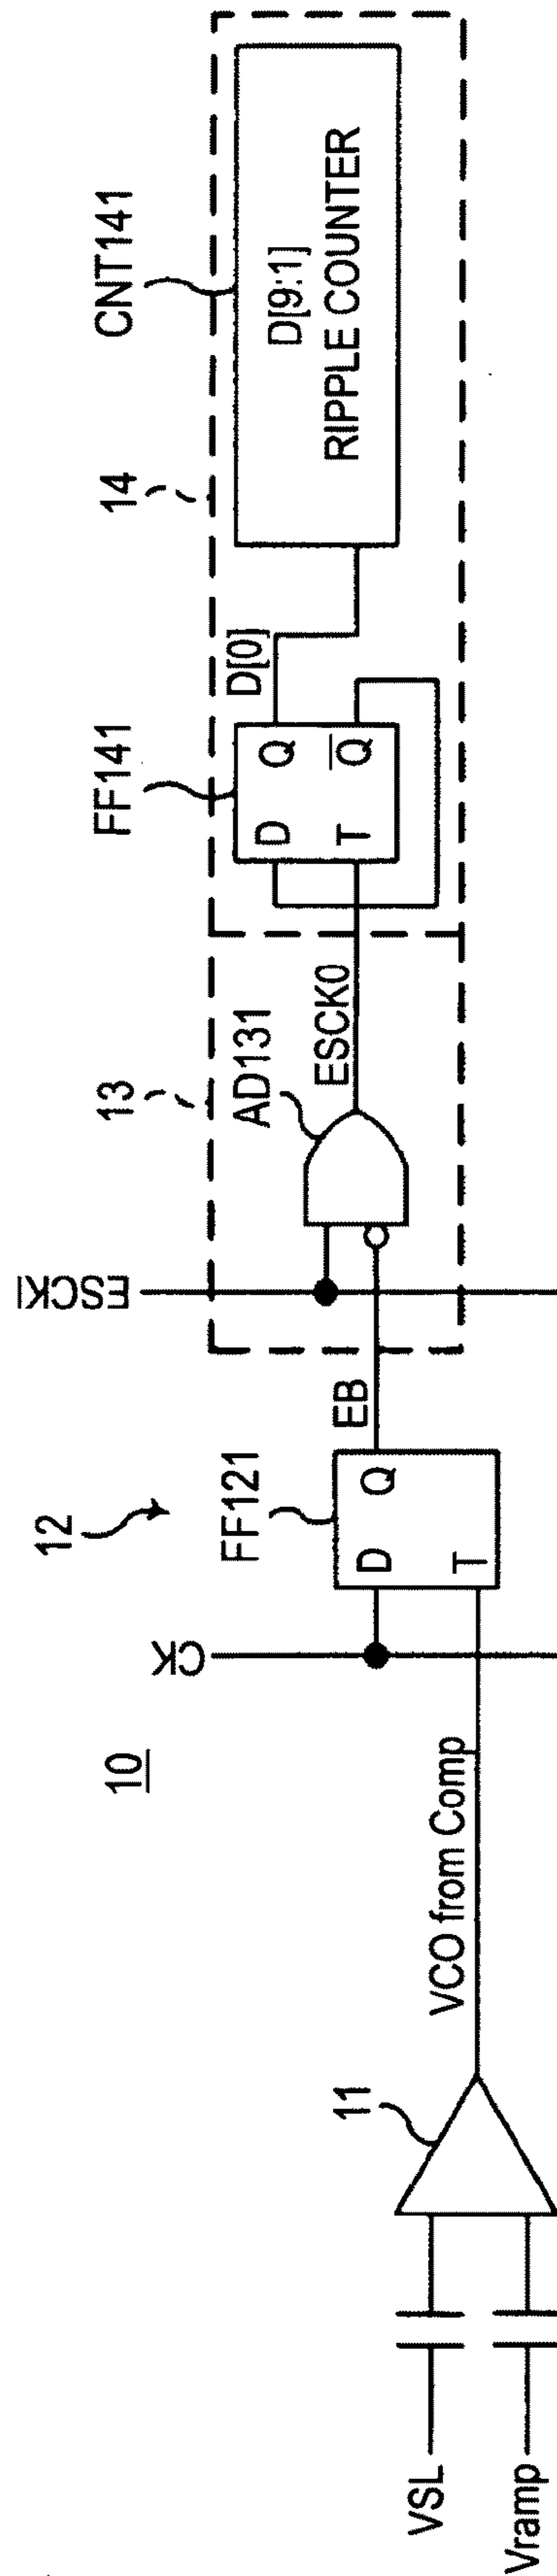 10
VSL
Vramp
11
VCO from Comp
CK
12
FF121
D
Q
T
EB
ESCKI
13
AD131
ESCK0
14
FF141
D
Q
T
Q
D[0]
CNT141
D[9:1]
RIPPLE COUNTER